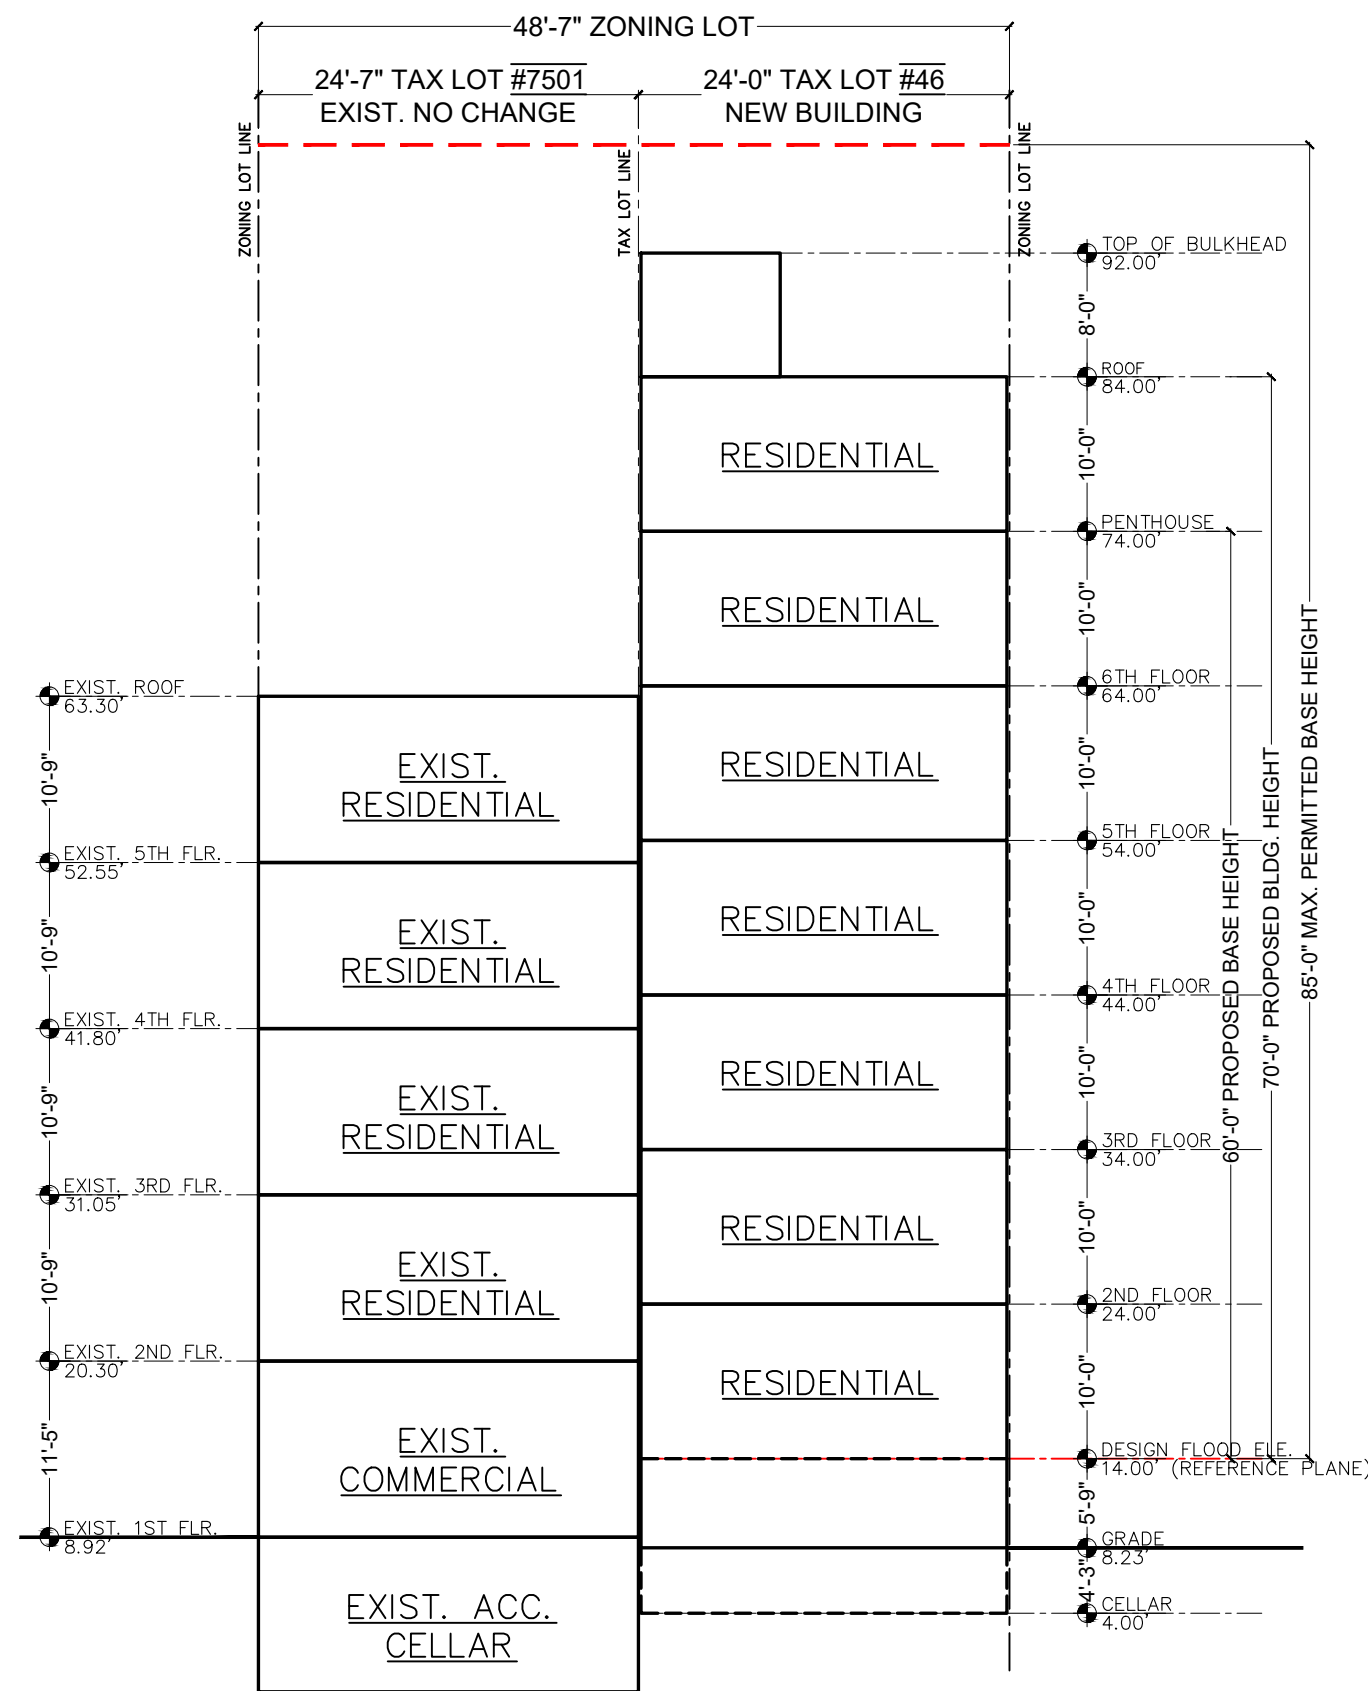 48'-7" ZONING LOT
24'-7" TAX LOT #7501
EXIST. NO CHANGE
24'-0" TAX LOT #46
NEW BUILDING
ZONING LOT LINE
TAX LOT LINE
ZONING LOT LINE
TOP OF BULKHEAD
92.00'
8'-0"
ROOF
84.00'
10'-0"
RESIDENTIAL
PENTHOUSE
74.00'
10'-0"
RESIDENTIAL
6TH FLOOR
64.00'
10'-0"
RESIDENTIAL
5TH FLOOR
54.00'
10'-0"
RESIDENTIAL
4TH FLOOR
44.00'
10'-0"
RESIDENTIAL
3RD FLOOR
34.00'
10'-0"
RESIDENTIAL
2ND FLOOR
24.00'
10'-0"
RESIDENTIAL
DESIGN FLOOD ELE.
14.00' (REFERENCE PLANE)
5'-9"
GRADE
8.23'
4'-3"
CELLAR
4.00'
60'-0" PROPOSED BASE HEIGHT
70'-0" PROPOSED BLDG. HEIGHT
85'-0" MAX. PERMITTED BASE HEIGHT
EXIST. ROOF
63.30'
10'-9"
EXIST.
RESIDENTIAL
EXIST. 5TH FLR.
52.55'
10'-9"
EXIST.
RESIDENTIAL
EXIST. 4TH FLR.
41.80'
10'-9"
EXIST.
RESIDENTIAL
EXIST. 3RD FLR.
31.05'
10'-9"
EXIST.
RESIDENTIAL
EXIST. 2ND FLR.
20.30'
11'-5"
EXIST.
COMMERCIAL
EXIST. 1ST FLR.
8.92'
EXIST. ACC.
CELLAR